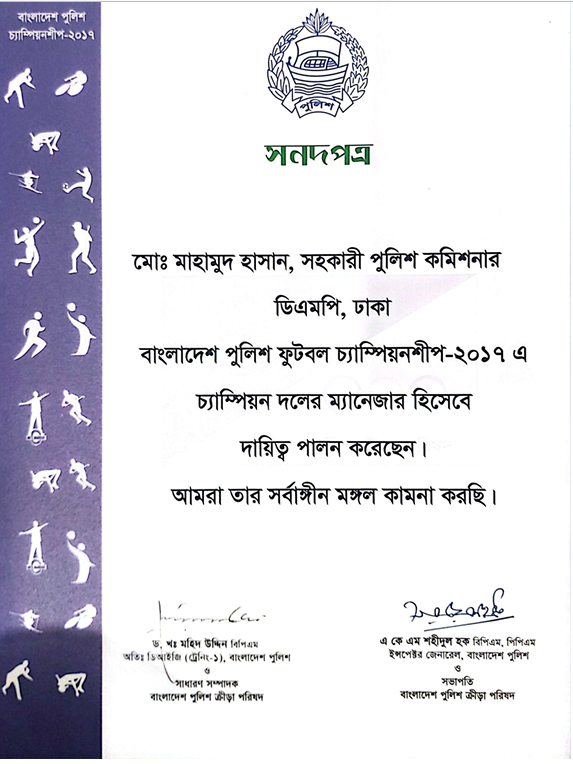 বাংলাদেশ পুলিশ
চ্যাম্পিয়নশীপ-২০১৭
পুলিশ
সনদপত্র
মোঃ মাহামুদ হাসান, সহকারী পুলিশ কমিশনার
ডিএমপি, ঢাকা
বাংলাদেশ পুলিশ ফুটবল চ্যাম্পিয়নশীপ-২০১৭ এ
চ্যাম্পিয়ন দলের ম্যানেজার হিসেবে
দায়িত্ব পালন করেছেন।
আমরা তার সর্বাঙ্গীন মঙ্গল কামনা করছি।
ড. খঃ মহিদ উদ্দিন বিপিএম
অতিঃ ডিআইজি (ট্রেনিং-১), বাংলাদেশ পুলিশ
ও
সাধারণ সম্পাদক
বাংলাদেশ পুলিশ ক্রীড়া পরিষদ
এ কে এম শহীদুল হক বিপিএম, পিপিএম
ইন্সপেক্টর জেনারেল, বাংলাদেশ পুলিশ
ও
সভাপতি
বাংলাদেশ পুলিশ ক্রীড়া পরিষদ